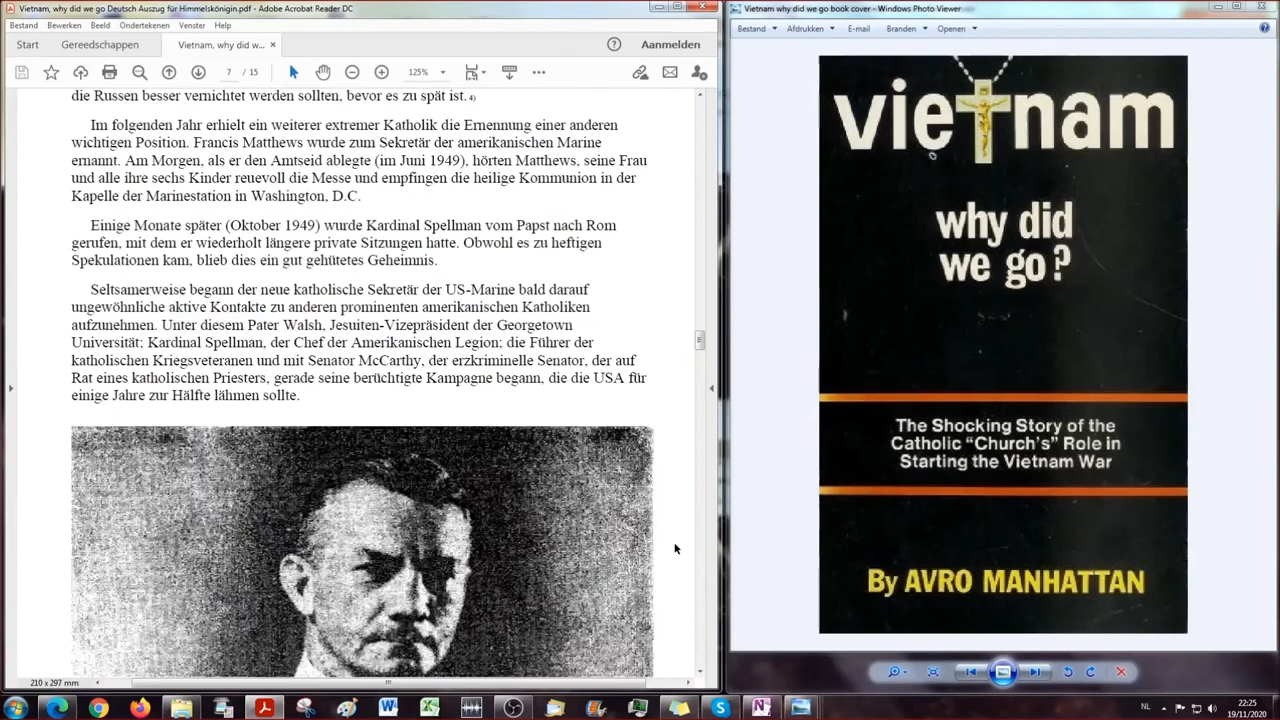 Vietnam, why did we go Deutsch Auszug für Himmelskönigin.pdf - Adobe Acrobat Reader DC
Bestand Bewerken Beeld Ondertekenen Venster Help
Start Gereedschappen Vietnam, why did w... × Aanmelden
7 / 15 125%
die Russen besser vernichtet werden sollten, bevor es zu spät ist. 4)
Im folgenden Jahr erhielt ein weiterer extremer Katholik die Ernennung einer anderen
wichtigen Position. Francis Matthews wurde zum Sekretär der amerikanischen Marine
ernannt. Am Morgen, als er den Amtseid ablegte (im Juni 1949), hörten Matthews, seine Frau
und alle ihre sechs Kinder reuevoll die Messe und empfingen die heilige Kommunion in der
Kapelle der Marinestation in Washington, D.C.
Einige Monate später (Oktober 1949) wurde Kardinal Spellman vom Papst nach Rom
gerufen, mit dem er wiederholt längere private Sitzungen hatte. Obwohl es zu heftigen
Spekulationen kam, blieb dies ein gut gehütetes Geheimnis.
Seltsamerweise begann der neue katholische Sekretär der US-Marine bald darauf
ungewöhnliche aktive Kontakte zu anderen prominenten amerikanischen Katholiken
aufzunehmen. Unter diesem Pater Walsh, Jesuiten-Vizepräsident der Georgetown
Universität; Kardinal Spellman, der Chef der Amerikanischen Legion; die Führer der
katholischen Kriegsveteranen und mit Senator McCarthy, der erzkriminelle Senator, der auf
Rat eines katholischen Priesters, gerade seine berüchtigte Kampagne begann, die die USA für
einige Jahre zur Hälfte lähmen sollte.
210 x 297 mm
Vietnam why did we go book cover - Windows Photo Viewer
Bestand Afdrukken E-mail Branden Openen
vietnam
why did
we go?
The Shocking Story of the
Catholic “Church’s” Role in
Starting the Vietnam War
By AVRO MANHATTAN
NL
22:25
19/11/2020